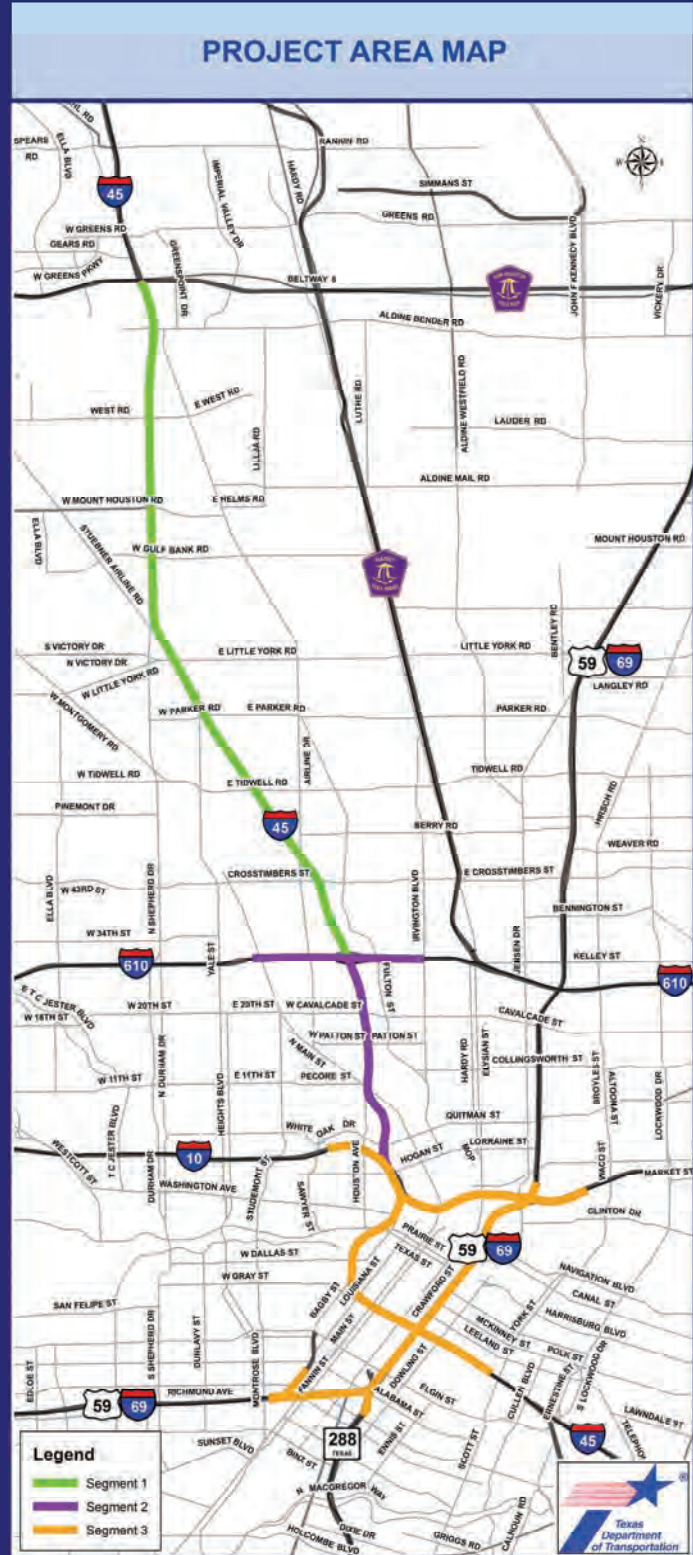 PROJECT AREA MAP
RANKIN RD
SPEARS
RD
ELLA BLVD
45
IMPERIAL VALLEY DR
HARDY RD
SIMMANS ST
GREENS RD
JOHN F KENNEDY BLVD
VICKERY DR
W GREENS RD
GEARS RD
W GREENS PKWY
GREENSPOINT DR
BELTWAY 8
ALDINE BENDER RD
LUTHE RD
ALDINE WESTFIELD RD
WEST RD
E WEST RD
LILLJA RD
LAUDER RD
ALDINE MAIL RD
W MOUNT HOUSTON RD
E HELMS RD
ELLA BLVD
STUEBNER AIRLINE RD
W GULF BANK RD
MOUNT HOUSTON RD
BENTLEY RD
S VICTORY DR
N VICTORY DR
W LITTLE YORK RD
E LITTLE YORK RD
LITTLE YORK RD
59
69
LANGLEY RD
W MONTGOMERY RD
W PARKER RD
E PARKER RD
PARKER RD
AIRLINE DR
W TIDWELL RD
E TIDWELL RD
TIDWELL RD
PINEMONT DR
45
BERRY RD
HIRSCH RD
WEAVER RD
CROSSTIMBERS ST
E CROSSTIMBERS ST
ELLA BLVD
W 43RD ST
N SHEPHERD DR
IRVINGTON BLVD
BENNINGTON ST
W 34TH ST
YALE ST
JENSEN DR
KELLEY ST
610
FULTON ST
610
E T C JESTER BLVD
W 18TH ST
W 20TH ST
E 20TH ST
W CAVALCADE ST
CAVALCADE ST
W PATTON ST
PATTON ST
N MAIN ST
HARDY RD
ELYSIAN ST
COLLINGSWORTH ST
W 11TH ST
N DURHAM DR
HEIGHTS BLVD
E 11TH ST
PECORE ST
BROYLES ST
ALTOONA ST
LOCKWOOD DR
T C JESTER BLVD
WHITE OAK DR
QUITMAN ST
LORRAINE ST
HOGAN ST
WACO ST
MARKET ST
WESTCOTT ST
10
DURHAM DR
WASHINGTON AVE
STUDEMONT ST
SAWYER ST
HOUSTON AVE
CLINTON DR
PRAIRIE ST
TEXAS ST
59
69
W DALLAS ST
W GRAY ST
BAGBY ST
LOUISIANA ST
MAIN ST
CRAWFORD ST
NAVIGATION BLVD
CANAL ST
HARRISBURG BLVD
YORK ST
MCKINNEY ST
LEELAND ST
POLK ST
SAN FELIPE ST
EDLOE ST
S SHEPHERD DR
DUNLAVY ST
MONTROSE BLVD
FANNIN ST
DOWLING ST
CULLEN BLVD
ERNESTINE ST
S LOCKWOOD DR
59
69
RICHMOND AVE
ALABAMA ST
ELGIN ST
LAWNDALE ST
SUNSET BLVD
BINZ ST
288
TEXAS
ENNIS ST
SCOTT ST
45
N MACGREGOR WAY
DIXIE DR
HOLCOMBE BLVD
GRIGGS RD
CALHOUN RD
Legend
Segment 1
Segment 2
Segment 3
Texas
Department
of Transportation